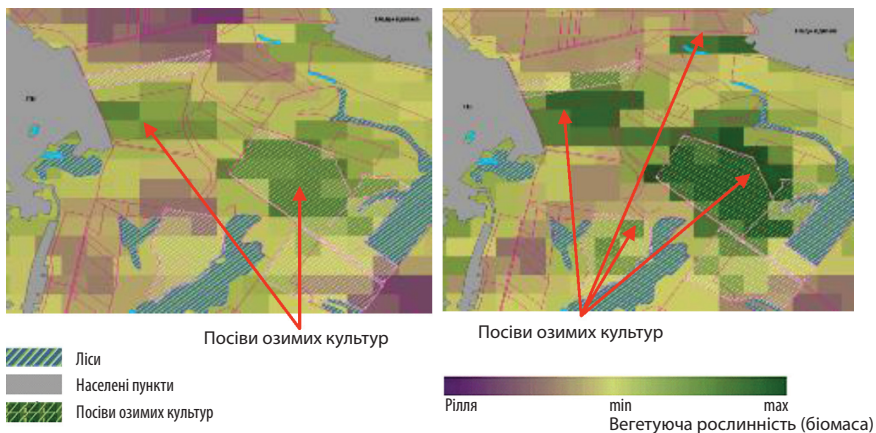 Посіви озимих культур
Посіви озимих культур
Ліси
Населені пункти
Посіви озимих культур
Рілля min max
Вегетуюча рослинність (біомаса)